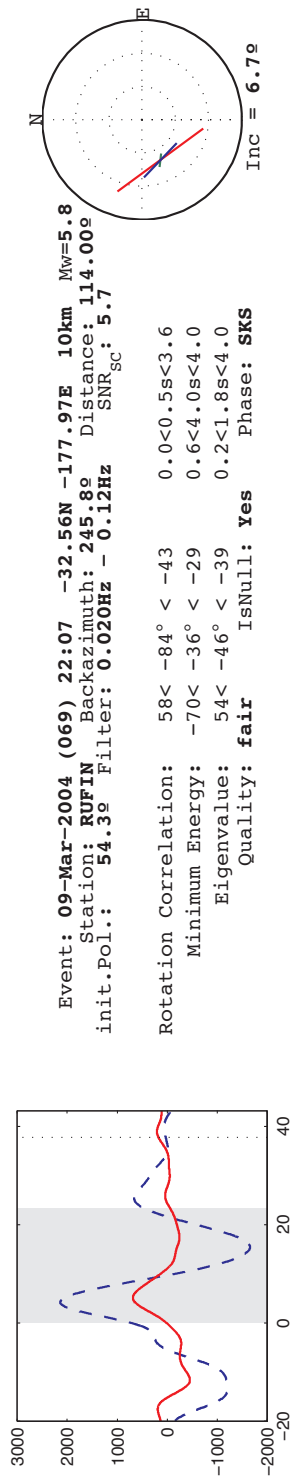 Event: 09-Mar-2004 (069) 22:07 -32.56N -177.97E 10km Mw=5.8
Station: RUFIN Backazimuth: 245.8º Distance: 114.00º
init.Pol.: 54.3º Filter: 0.020Hz - 0.12Hz SNRSC: 5.7
Rotation Correlation: 58< -84° < -43 0.0<0.5s<3.6
Minimum Energy: -70< -36° < -29 0.6<4.0s<4.0
Eigenvalue: 54< -46° < -39 0.2<1.8s<4.0
Quality: fair IsNull: Yes Phase: SKS
N
E
Inc = 6.7º
3000
2000
1000
0
-1000
-2000
-20
0
20
40